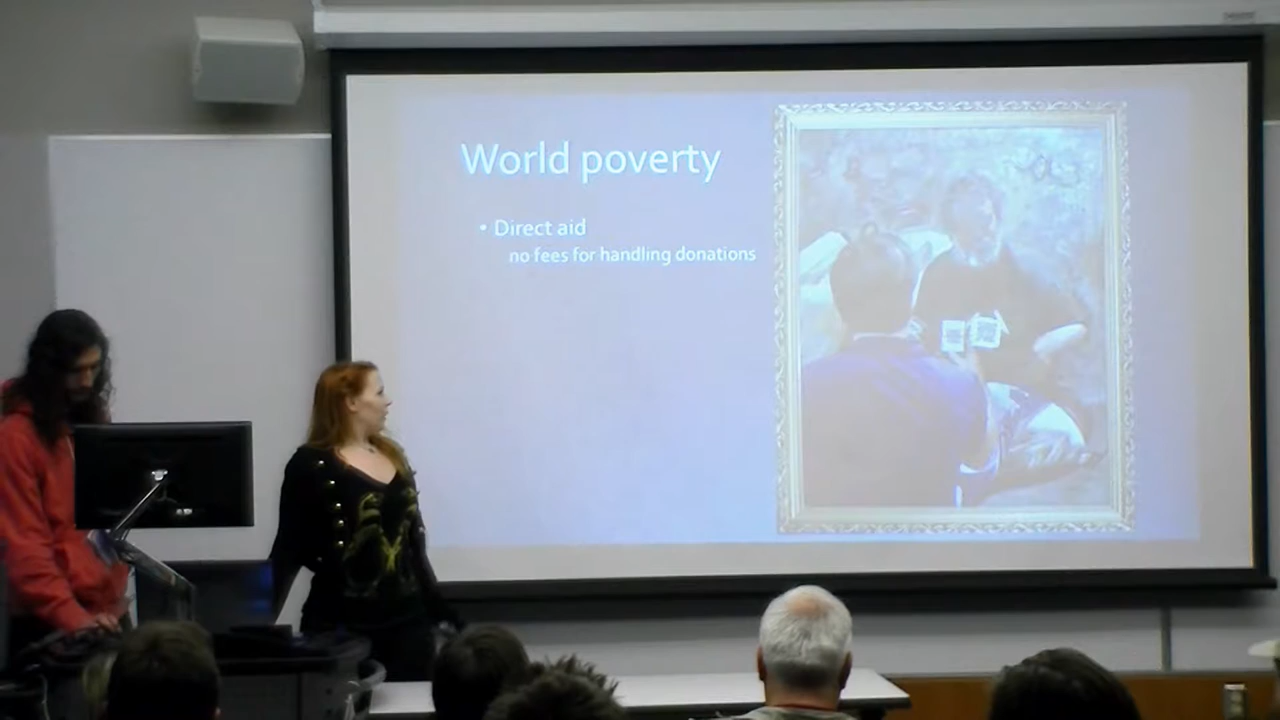 World poverty
• Direct aid
no fees for handling donations